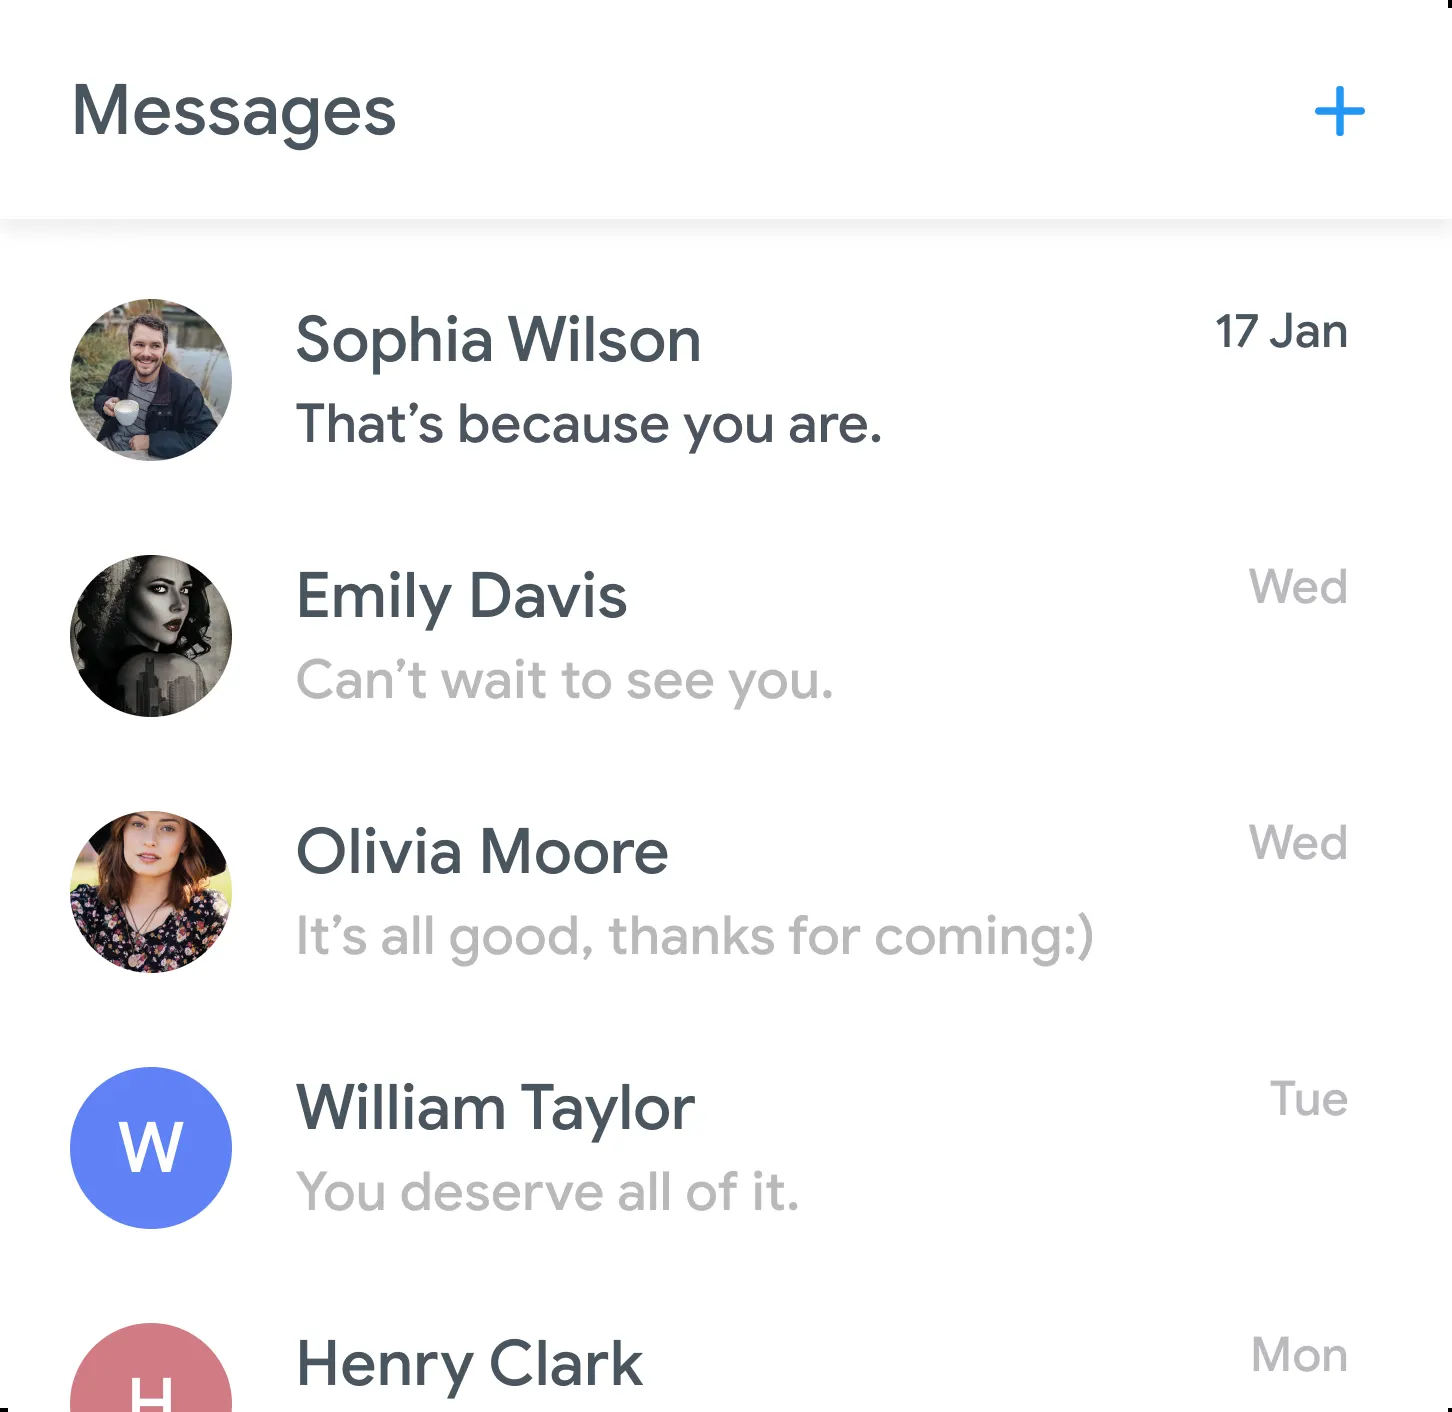 Messages
Sophia Wilson
17 Jan
That’s because you are.
Emily Davis
Wed
Can’t wait to see you.
Olivia Moore
Wed
It’s all good, thanks for coming:)
W
William Taylor
Tue
You deserve all of it.
H
Henry Clark
Mon